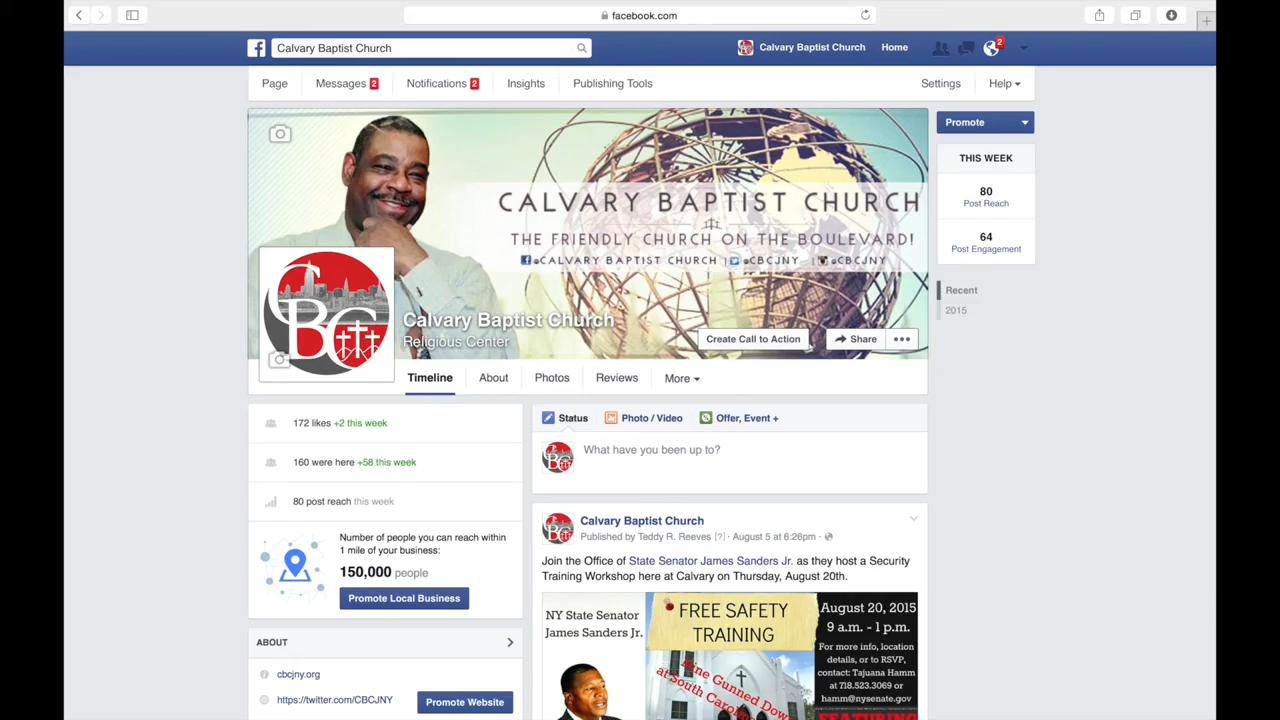 facebook.com
Calvary Baptist Church
Calvary Baptist Church Home 2
Page Messages 2 Notifications 2 Insights Publishing Tools Settings Help
CALVARY BAPTIST CHURCH
THE FRIENDLY CHURCH ON THE BOULEVARD!
@CALVARY BAPTIST CHURCH | @CBCJNY | @CBCJNY
CBC
Calvary Baptist Church
Religious Center
Create Call to Action Share
Timeline About Photos Reviews More
Promote
THIS WEEK
80
Post Reach
64
Post Engagement
Recent
2015
172 likes +2 this week
160 were here +58 this week
80 post reach this week
Number of people you can reach within
1 mile of your business:
150,000 people
Promote Local Business
ABOUT
cbcjny.org
https://twitter.com/CBCJNY
Promote Website
Status Photo / Video Offer, Event +
What have you been up to?
Calvary Baptist Church
Published by Teddy R. Reeves [?] · August 5 at 6:26pm ·
Join the Office of State Senator James Sanders Jr. as they host a Security
Training Workshop here at Calvary on Thursday, August 20th.
NY State Senator
James Sanders Jr.
FREE SAFETY
TRAINING
Nine Gunned Down
at South
August 20, 2015
9 a.m. - 1 p.m.
For more info, location
details, or to RSVP,
contact: Tajuana Hamm
at 718.523.3069 or
hamm@nysenate.gov
FEATURING